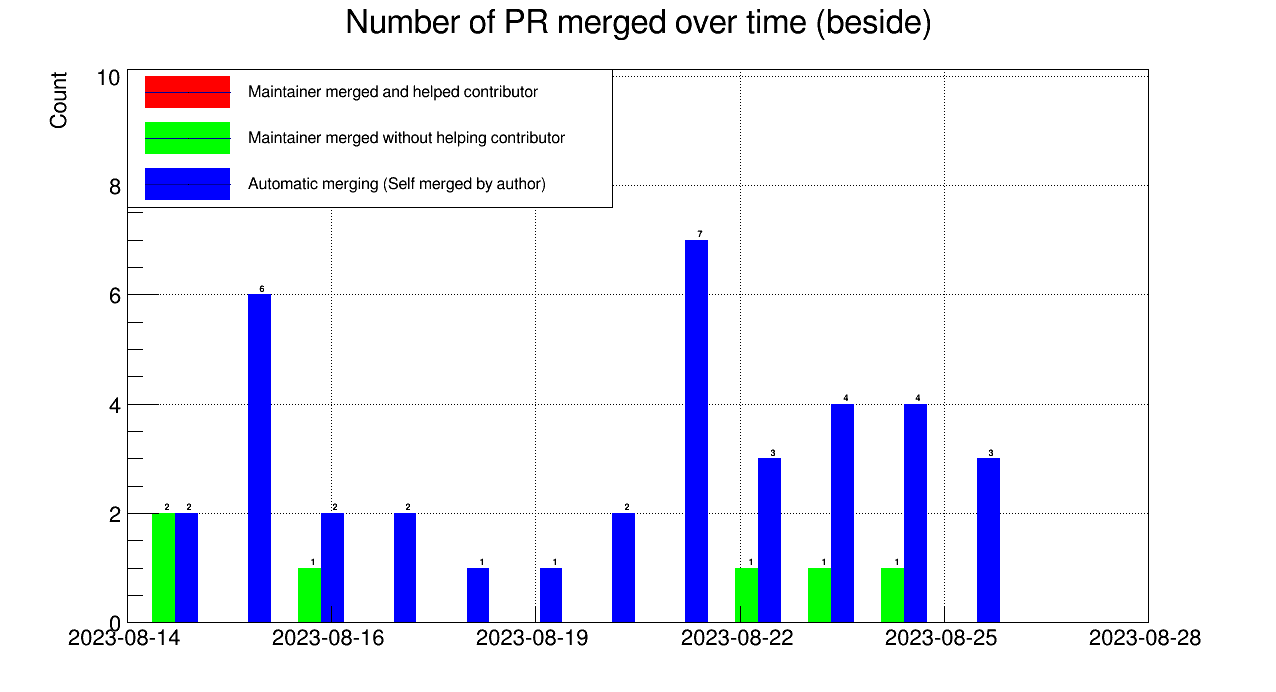 Number of PR merged over time (beside)
Count
10
8
6
4
2
0
Maintainer merged and helped contributor
Maintainer merged without helping contributor
Automatic merging (Self merged by author)
2 2 6 1 2 2 1 1 2 7 1 3 1 4 1 4 3
2023-08-14 2023-08-16 2023-08-19 2023-08-22 2023-08-25 2023-08-28